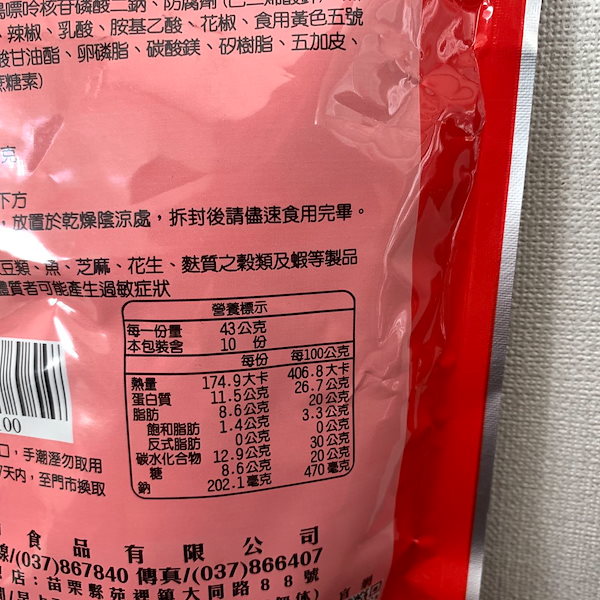 嘌呤核苷磷酸二鈉、防腐劑
、辣椒、乳酸、胺基乙酸、花椒、食用黃色五號
酸甘油酯、卵磷脂、碳酸鎂、矽樹脂、五加皮、
蔗糖素)
克
下方
，放置於乾燥陰涼處，拆封後請儘速食用完畢。
豆類、魚、芝麻、花生、麩質之穀類及蝦等製品
體質者可能產生過敏症狀
營養標示
每一份量 43公克
本包裝含 10 份
每份 每100公克
熱量 174.9大卡 406.8大卡
蛋白質 11.5公克 26.7公克
脂肪 8.6公克 20公克
飽和脂肪 1.4公克 3.3公克
反式脂肪 0公克 0公克
碳水化合物 12.9公克 30公克
糖 8.6公克 20公克
鈉 202.1毫克 470毫克
00
口，手潮溼勿取用
7天內，至門市換取
食品有限公司
線/(037)867840 傳真/(037)866407
店：苗栗縣苑裡鎮大同路88號